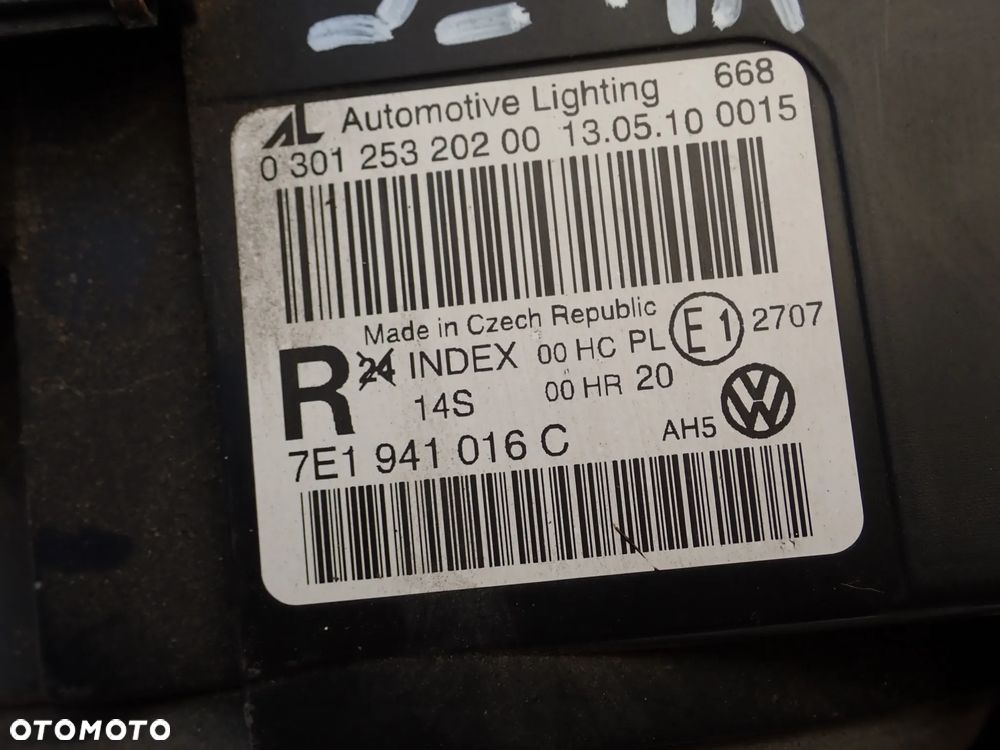 AL Automotive Lighting 668
0 301 253 202 00 13.05.10 0015
Made in Czech Republic
R 24 INDEX 00 HC PL E1 2707
14S 00 HR 20
7E1 941 016 C AH5 VW
OTOMOTO